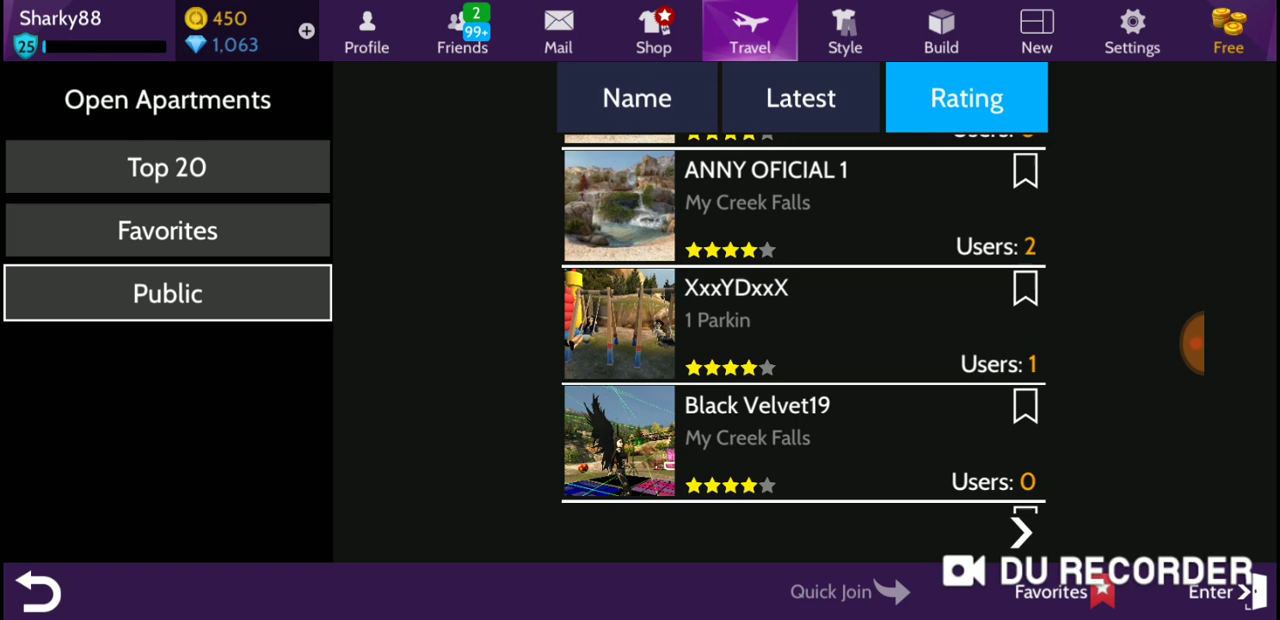 Sharky88
25
450
1,063
Profile
2
99+
Friends
Mail
Shop
Travel
Style
Build
New
Settings
Free
Open Apartments
Top 20
Favorites
Public
Name
Latest
Rating
ANNY OFICIAL 1
My Creek Falls
Users: 2
XxxYDxxX
1 Parkin
Users: 1
Black Velvet19
My Creek Falls
Users: 0
Quick Join
Favorites
Enter
DU RECORDER